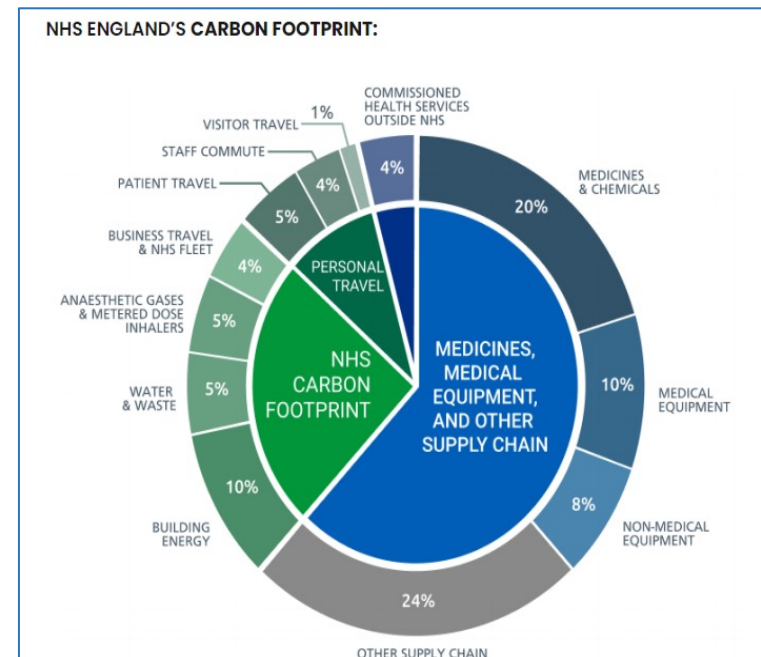 NHS ENGLAND'S CARBON FOOTPRINT:
COMMISSIONED
HEALTH SERVICES
OUTSIDE NHS
4%
1%
VISITOR TRAVEL
STAFF COMMUTE
4%
PATIENT TRAVEL
5%
BUSINESS TRAVEL
& NHS FLEET
4%
ANAESTHETIC GASES
& METERED DOSE
INHALERS
5%
WATER
& WASTE
5%
BUILDING
ENERGY
10%
PERSONAL
TRAVEL
NHS
CARBON
FOOTPRINT
MEDICINES,
MEDICAL
EQUIPMENT,
AND OTHER
SUPPLY CHAIN
MEDICINES
& CHEMICALS
20%
MEDICAL
EQUIPMENT
10%
NON-MEDICAL
EQUIPMENT
8%
24%
OTHER SUPPLY CHAIN